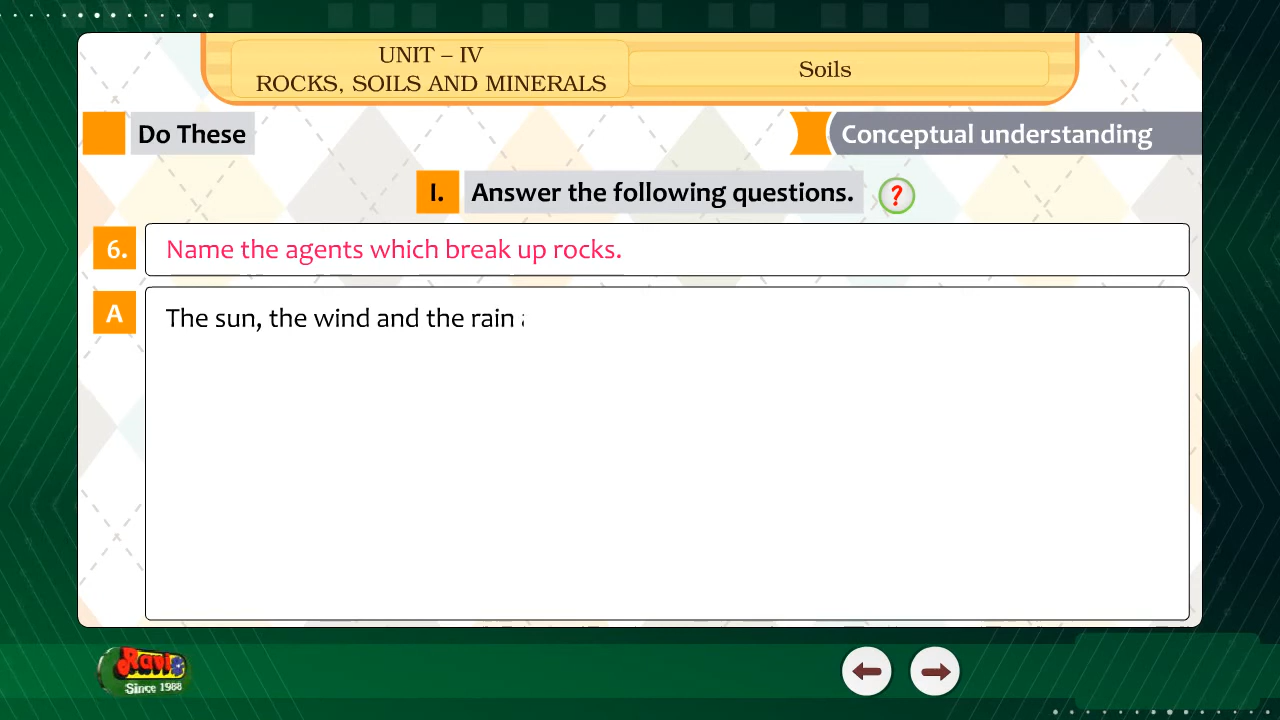 UNIT – IV
ROCKS, SOILS AND MINERALS
Soils
Do These
Conceptual understanding
I. Answer the following questions. ?
6. Name the agents which break up rocks.
A The sun, the wind and the rain
Ravi's
Since 1988